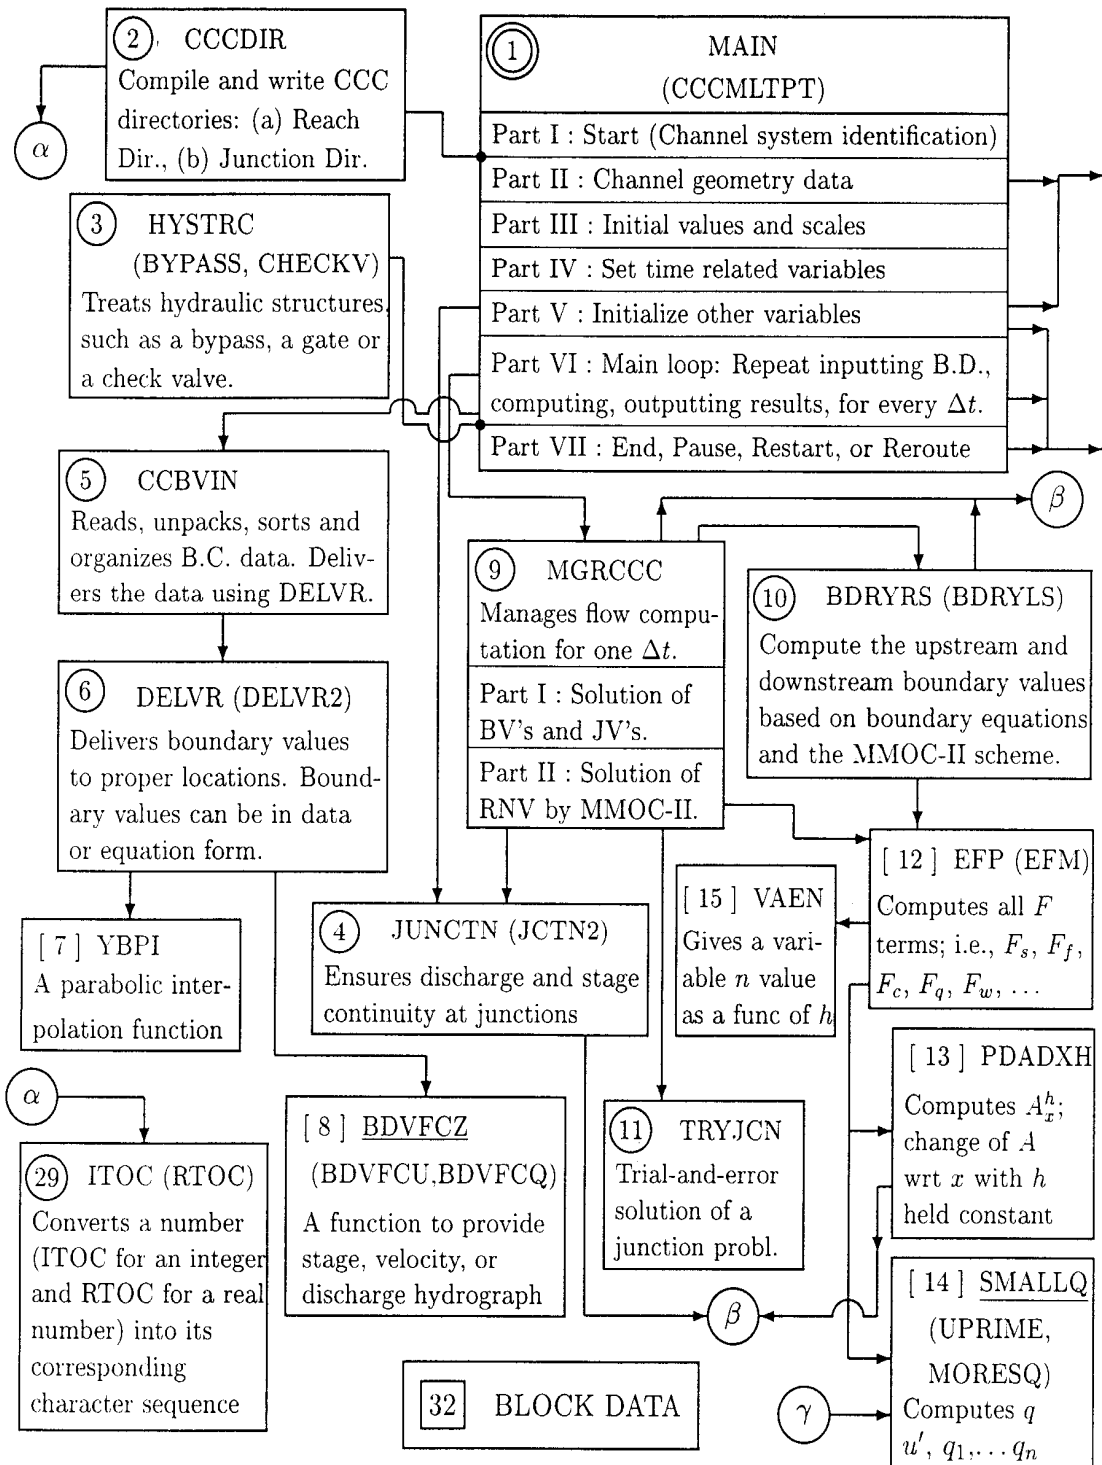 2 CCCDIR
Compile and write CCC
directories: (a) Reach
Dir., (b) Junction Dir.
α
1 MAIN
(CCCMLTPT)
Part I : Start (Channel system identification)
Part II : Channel geometry data
Part III : Initial values and scales
Part IV : Set time related variables
Part V : Initialize other variables
Part VI : Main loop: Repeat inputting B.D.,
computing, outputting results, for every Δt.
Part VII : End, Pause, Restart, or Reroute
3 HYSTRC
(BYPASS, CHECKV)
Treats hydraulic structures
such as a bypass, a gate or
a check valve.
5 CCBVIN
Reads, unpacks, sorts and
organizes B.C. data. Deliv-
ers the data using DELVR.
β
9 MGRCCC
Manages flow compu-
tation for one Δt.
Part I : Solution of
BV's and JV's.
Part II : Solution of
RNV by MMOC-II.
10 BDRYRS (BDRYLS)
Compute the upstream and
downstream boundary values
based on boundary equations
and the MMOC-II scheme.
6 DELVR (DELVR2)
Delivers boundary values
to proper locations. Bound-
ary values can be in data
or equation form.
[ 7 ] YBPI
A parabolic inter-
polation function
4 JUNCTN (JCTN2)
Ensures discharge and stage
continuity at junctions
[ 15 ] VAEN
Gives a vari-
able n value
as a func of h
[ 12 ] EFP (EFM)
Computes all F
terms; i.e., F_s, F_f,
F_c, F_q, F_w, ...
[ 13 ] PDADXH
Computes A_x^h;
change of A
wrt x with h
held constant
α
29 ITOC (RTOC)
Converts a number
(ITOC for an integer
and RTOC for a real
number) into its
corresponding
character sequence
[ 8 ] BDVFCZ
(BDVFCU,BDVFCQ)
A function to provide
stage, velocity, or
discharge hydrograph
11 TRYJCN
Trial-and-error
solution of a
junction probl.
β
[ 14 ] SMALLQ
(UPRIME,
MORESQ)
Computes q
u′, q_1,... q_n
γ
32 BLOCK DATA